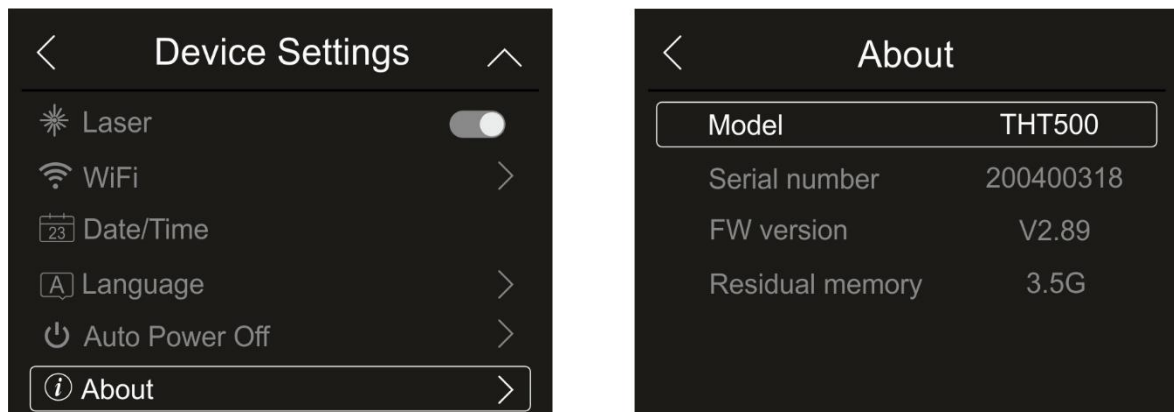 Device Settings
Laser
WiFi
23 Date/Time
A Language
Auto Power Off
i About
About
Model THT500
Serial number 200400318
FW version V2.89
Residual memory 3.5G